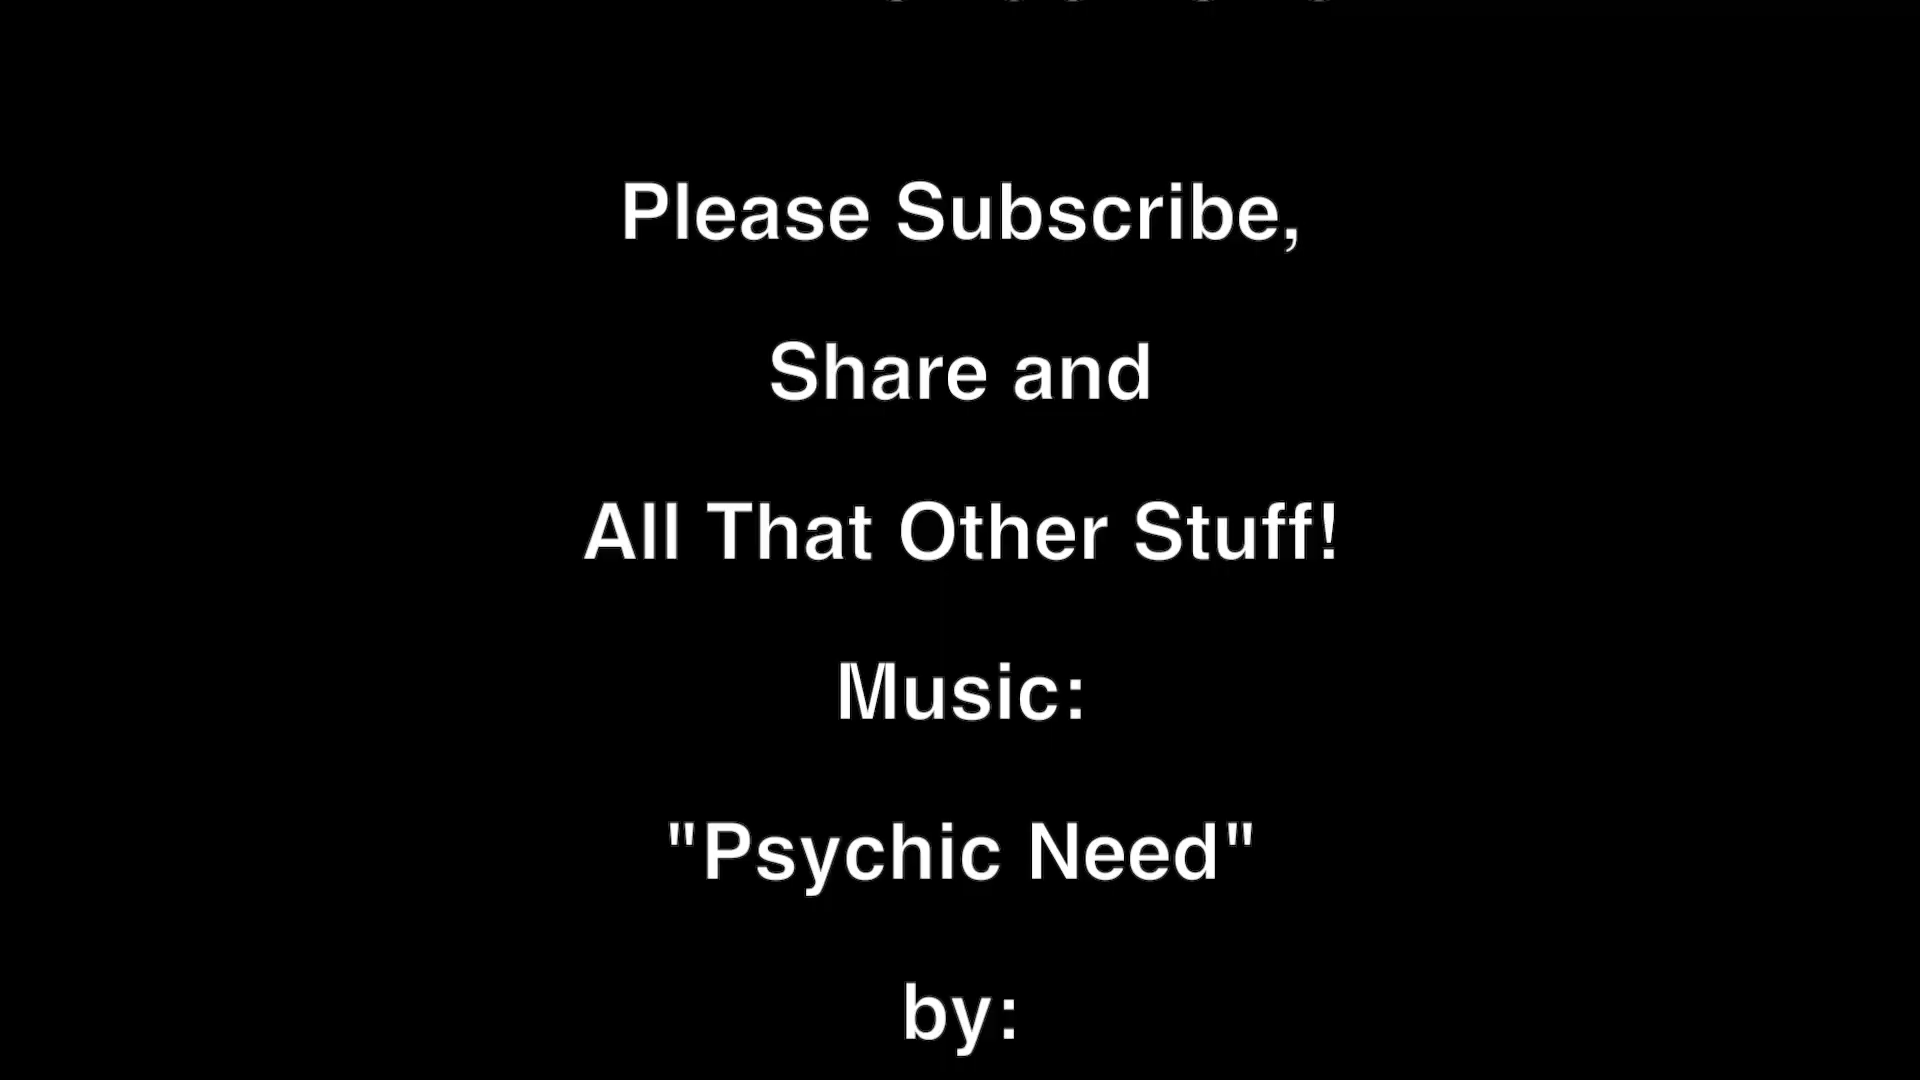 Please Subscribe,
Share and
All That Other Stuff!
Music:
"Psychic Need"
by: